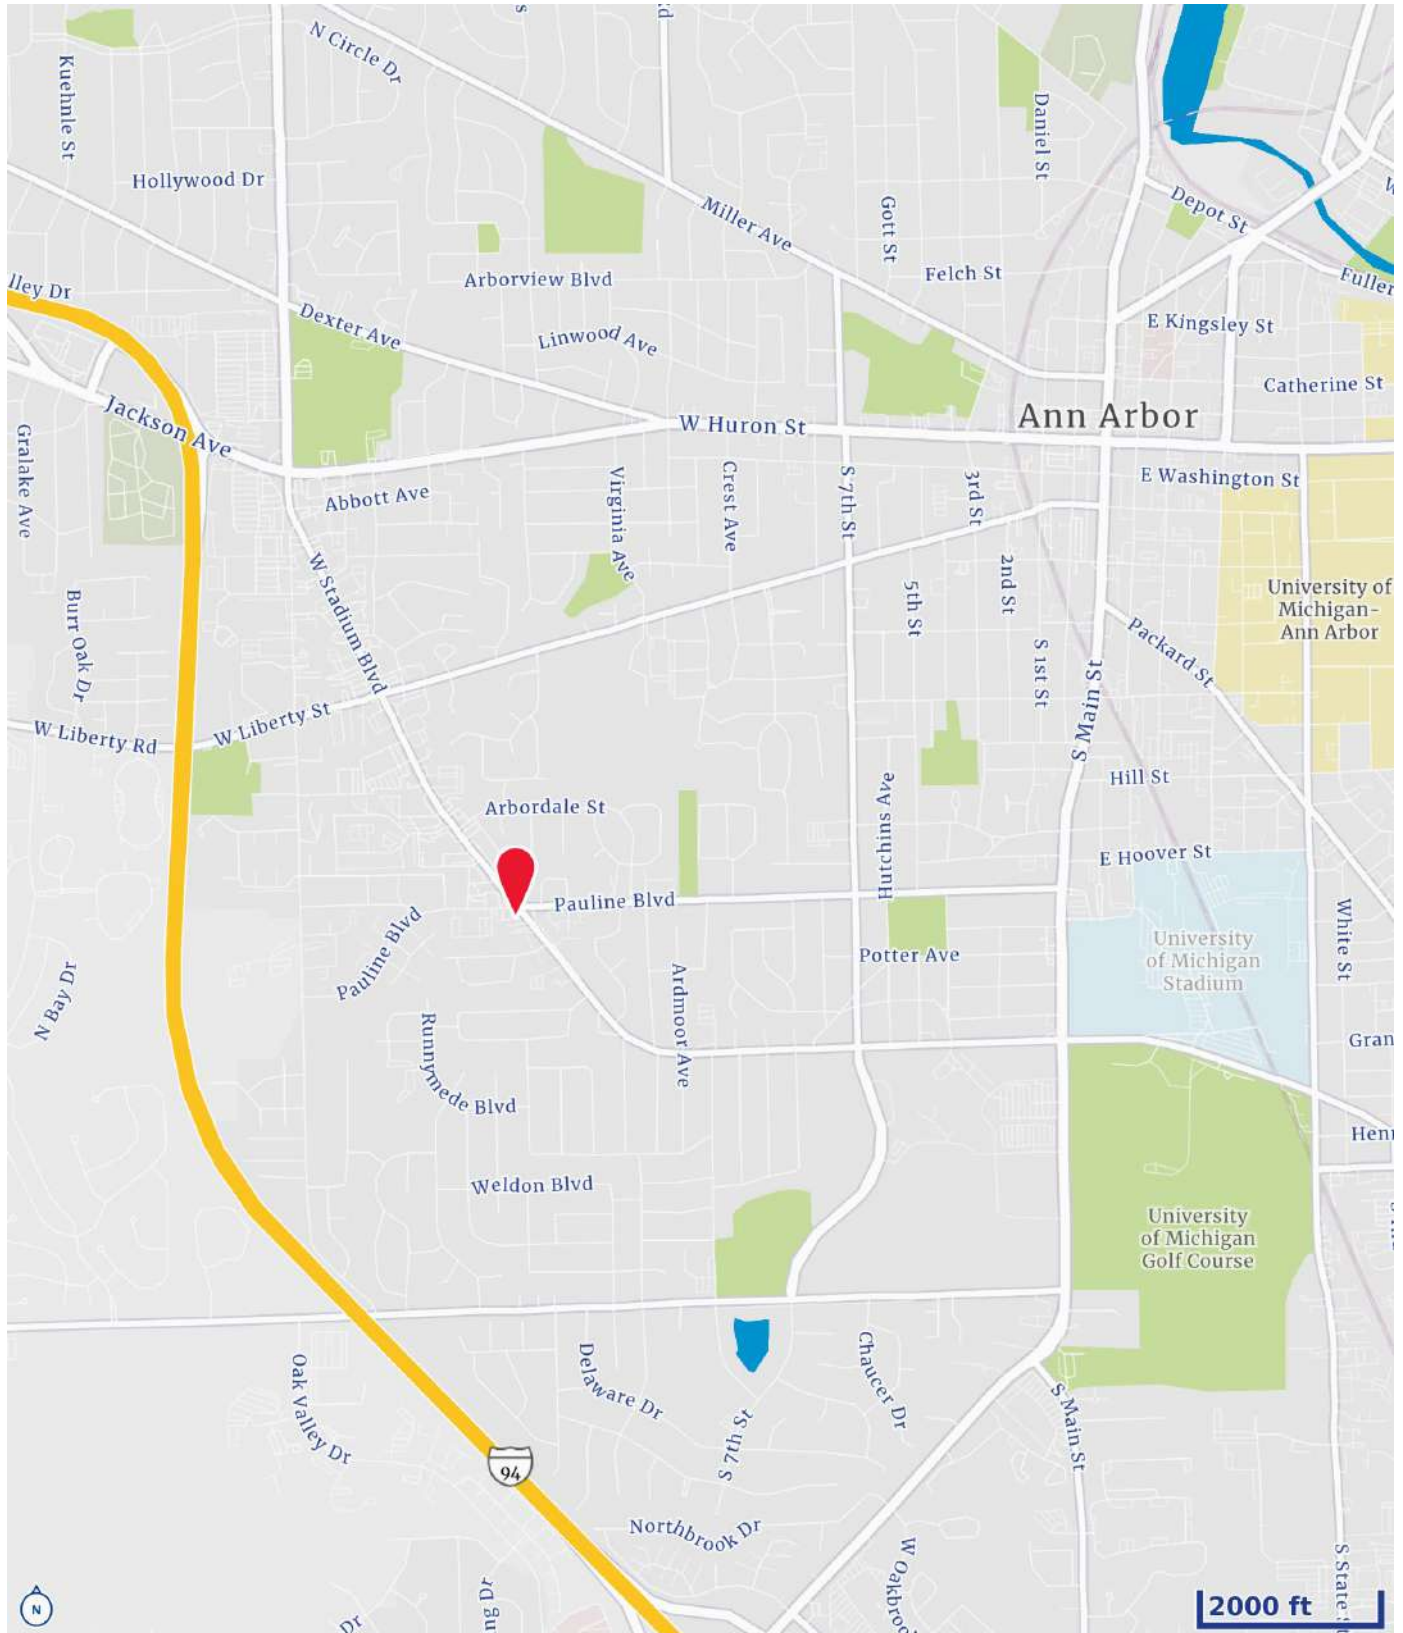 N Circle Dr
Kuehnle St
Daniel St
Hollywood Dr
Depot St
Miller Ave
Gott St
Felch St
Arborview Blvd
Fuller
lley Dr
Dexter Ave
Linwood Ave
E Kingsley St
Catherine St
Ann Arbor
Jackson Ave
W Huron St
Gralake Ave
Abbott Ave
Virginia Ave
Crest Ave
S 7th St
3rd St
E Washington St
W Stadium Blvd
2nd St
5th St
University of
Michigan-
Ann Arbor
Burr Oak Dr
Packard St
S 1st St
S Main St
W Liberty Rd
W Liberty St
Hill St
Arbordale St
Hutchins Ave
E Hoover St
Pauline Blvd
Pauline Blvd
White St
University
of Michigan
Stadium
Potter Ave
N Bay Dr
Ardmoor Ave
Runnymede Blvd
Gran
Weldon Blvd
University
of Michigan
Golf Course
Oak Valley Dr
Delaware Dr
Chaucer Dr
S 7th St
S Main St
94
Northbrook Dr
W Oakbroo
S State St
ng Dr
Dr
N
2000 ft